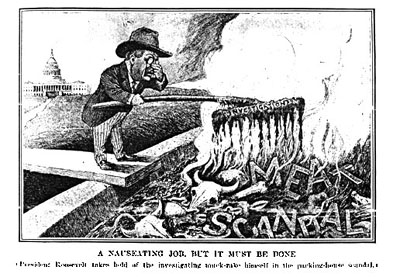 MEAT
SCANDAL
A NAUSEATING JOB, BUT IT MUST BE DONE
(President Roosevelt takes hold of the investigating muck-rake himself in the packing-house scandal.)